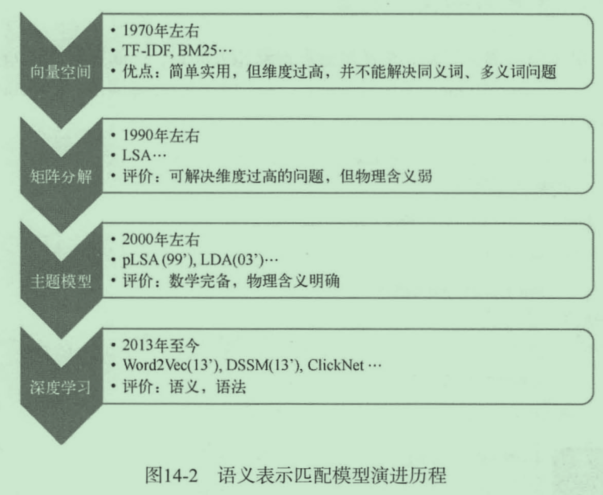 向量空间
• 1970年左右
• TF-IDF, BM25…
• 优点：简单实用，但维度过高，并不能解决同义词、多义词问题
矩阵分解
• 1990年左右
• LSA…
• 评价：可解决维度过高的问题，但物理含义弱
主题模型
• 2000年左右
• pLSA (99’), LDA(03’)…
• 评价：数学完备，物理含义明确
深度学习
• 2013年至今
• Word2Vec(13’), DSSM(13’), ClickNet …
• 评价：语义，语法
图14-2 语义表示匹配模型演进历程